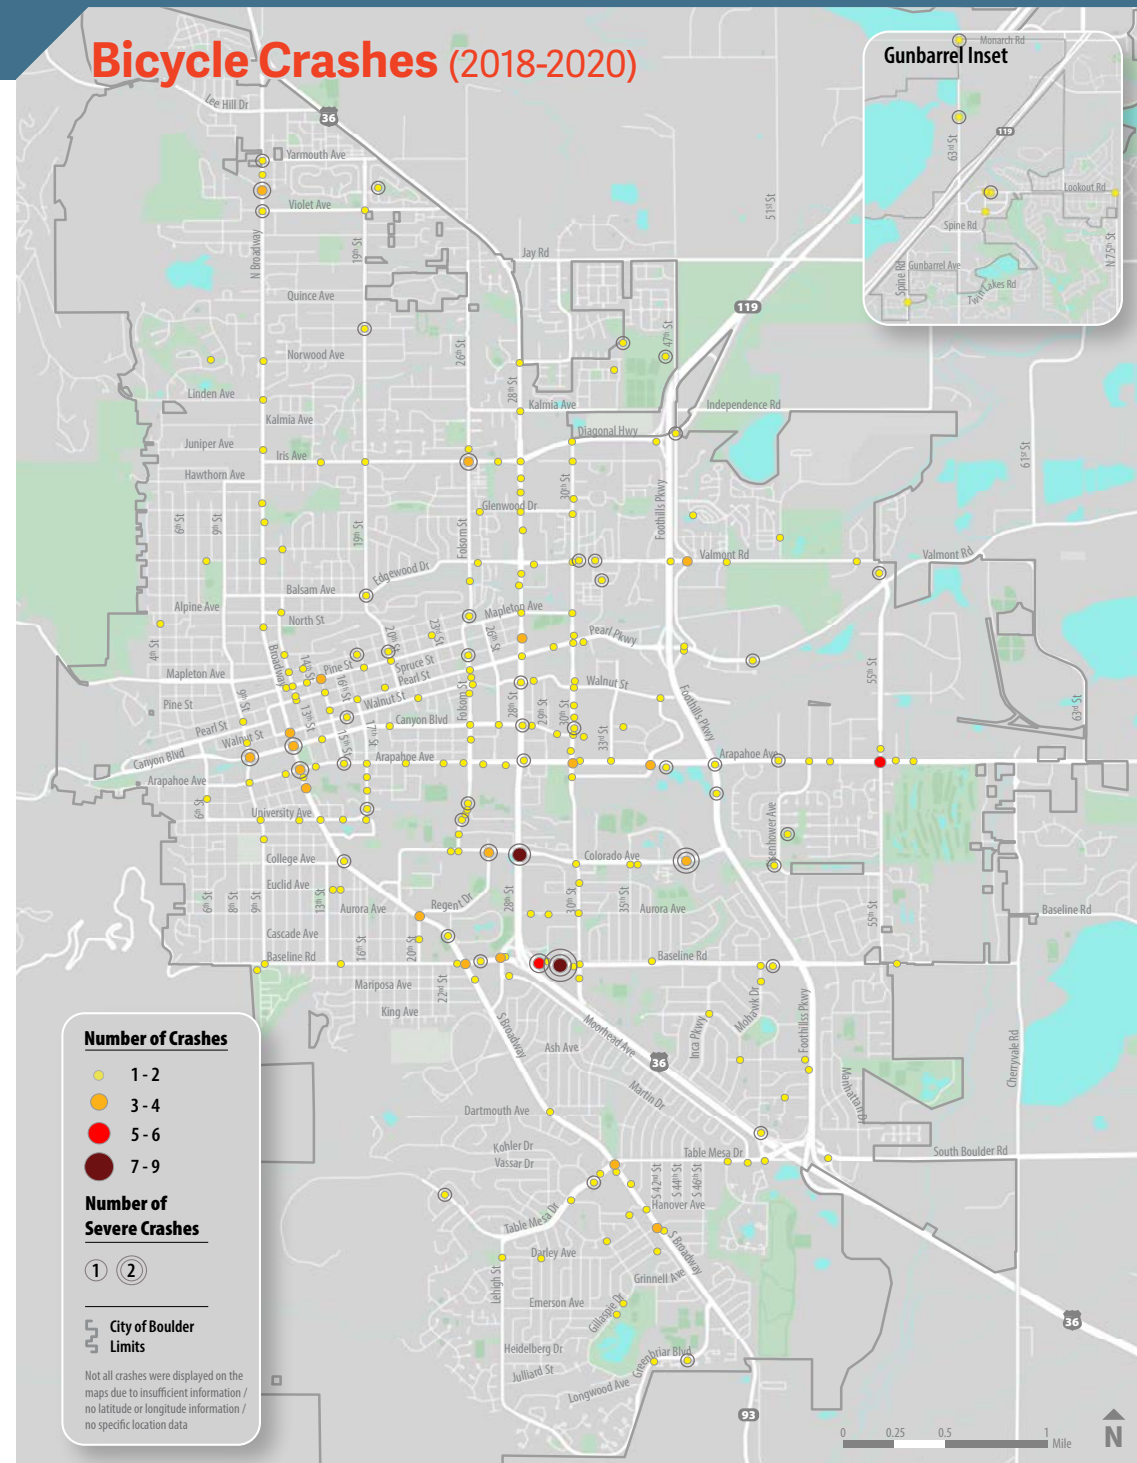 Bicycle Crashes (2018-2020)
Gunbarrel Inset
Monarch Rd
63rd St
119
Lookout Rd
Spine Rd
N 75th St
Spine Rd
Gunbarrel Ave
Twin Lakes Rd
Lee Hill Dr
36
Yarmouth Ave
Violet Ave
N Broadway
19th St
51st St
Jay Rd
Quince Ave
119
Norwood Ave
26th St
28th St
47th St
Linden Ave
Kalmia Ave
Independence Rd
Kalmia Ave
Juniper Ave
Iris Ave
Diagonal Hwy
61st St
Hawthorn Ave
30th St
Foothills Pkwy
Glenwood Dr
6th St
9th St
19th St
Folsom St
Valmont Rd
Valmont Rd
Edgewood Dr
Balsam Ave
Alpine Ave
North St
Mapleton Ave
4th St
20th St
23rd St
26th St
Pearl Pkwy
Broadway
14th St
Pine St
Spruce St
Pearl St
Mapleton Ave
16th St
Walnut St
Walnut St
55th St
Pine St
9th St
13th St
Folsom St
28th St
29th St
30th St
Foothills Pkwy
63rd St
Pearl St
Walnut St
15th St
17th St
Canyon Blvd
33rd St
Canyon Blvd
Arapahoe Ave
Arapahoe Ave
Arapahoe Ave
6th St
University Ave
Eisenhower Ave
College Ave
Colorado Ave
Euclid Ave
6th St
8th St
9th St
13th St
Aurora Ave
Regent Dr
28th St
30th St
35th St
Aurora Ave
55th St
Baseline Rd
Cascade Ave
16th St
20th St
Baseline Rd
Baseline Rd
Mariposa Ave
22nd St
King Ave
S Broadway
Moorhead Ave
Ash Ave
Inca Pkwy
Mohawk Dr
Foothillss Pkwy
36
Martin Dr
Manhattan Dr
Cherryvale Rd
Dartmouth Ave
Kohler Dr
Vassar Dr
Table Mesa Dr
South Boulder Rd
S 42nd St
S 44th St
S 46th St
Hanover Ave
Table Mesa Dr
S Broadway
Darley Ave
Lehigh St
Grinnell Ave
Emerson Ave
Gillaspie Dr
36
Heidelberg Dr
Greenbriar Blvd
Julliard St
Longwood Ave
93
Number of Crashes
1 - 2
3 - 4
5 - 6
7 - 9
Number of
Severe Crashes
1
2
City of Boulder
Limits
Not all crashes were displayed on the
maps due to insufficient information /
no latitude or longitude information /
no specific location data
0
0.25
0.5
1
Mile
N